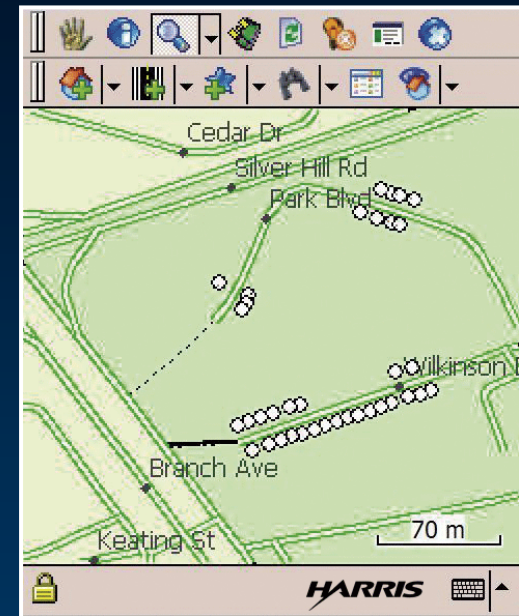 Cedar Dr
Silver Hill Rd
Park Blvd
Wilkinson
Branch Ave
70 m
Keating St
HARRIS